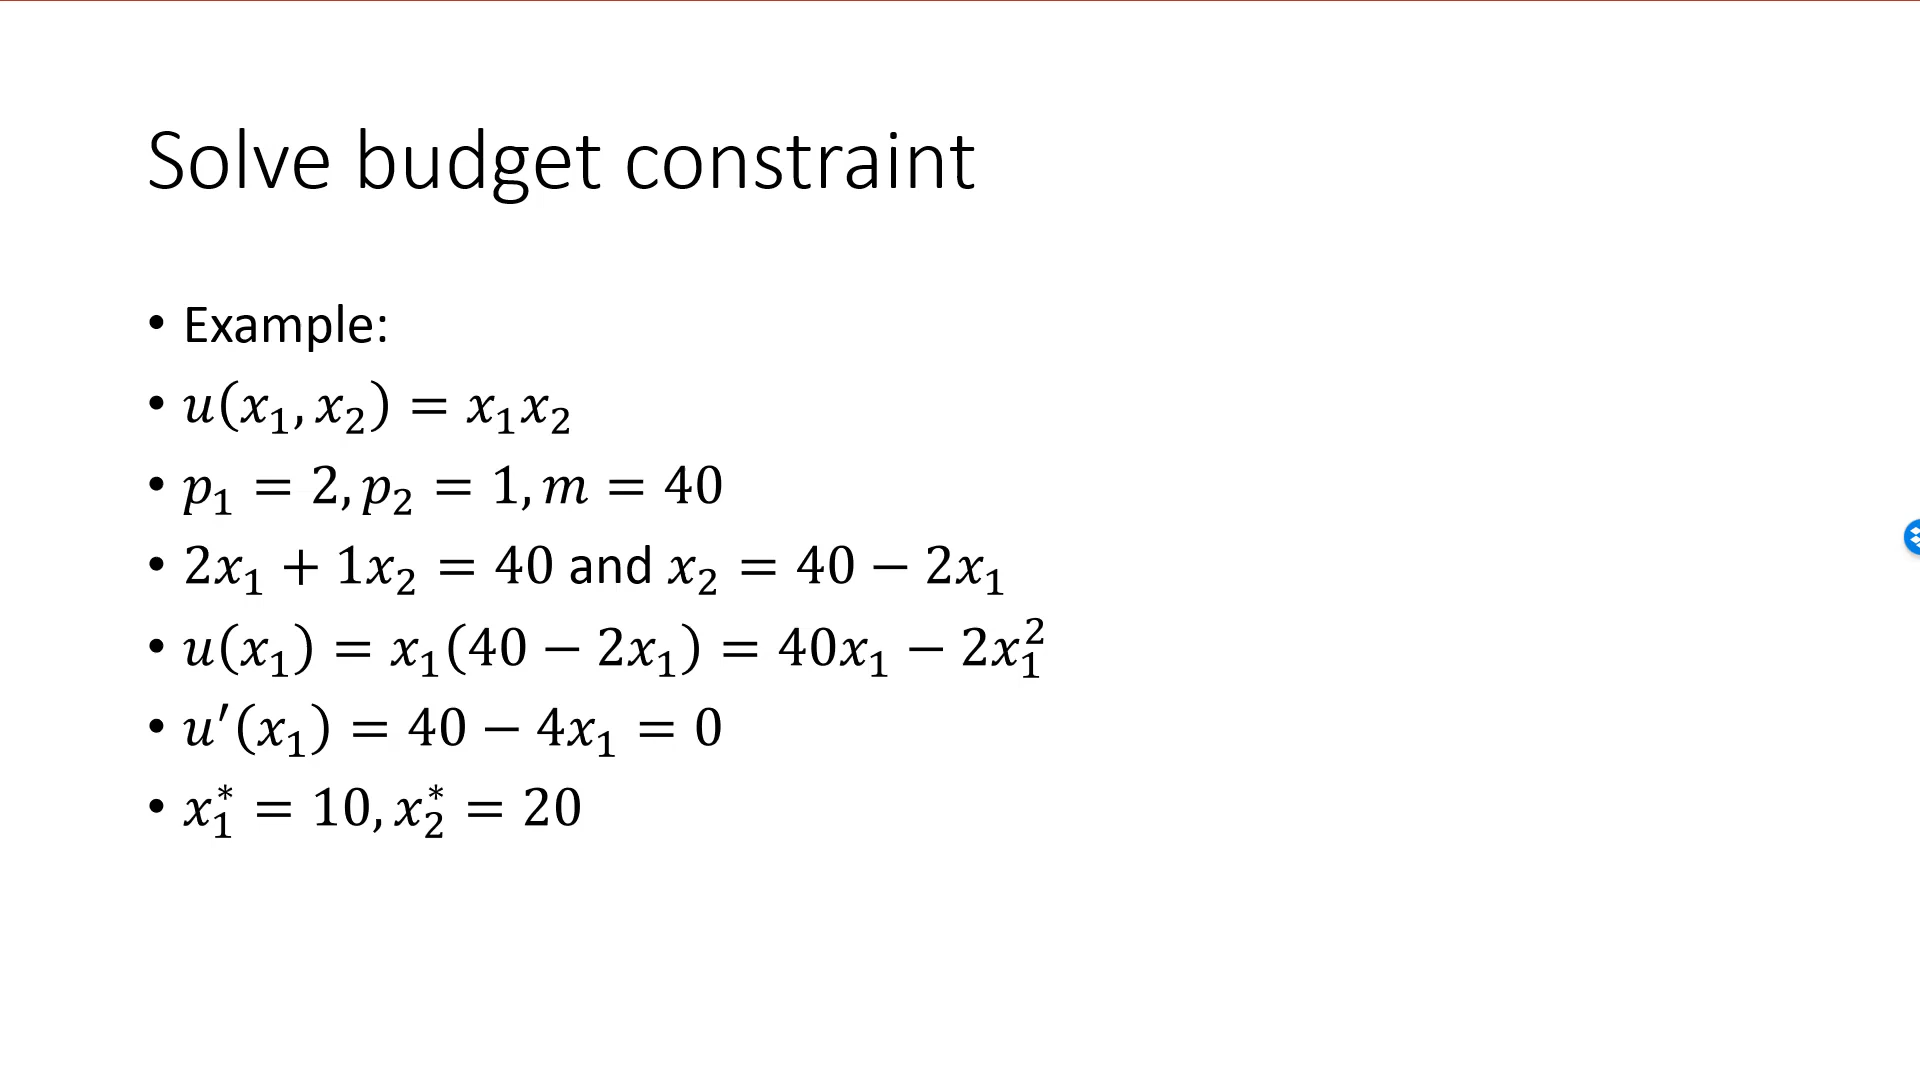 Solve budget constraint
• Example:
• u(x₁, x₂) = x₁x₂
• p₁ = 2, p₂ = 1, m = 40
• 2x₁ + 1x₂ = 40 and x₂ = 40 − 2x₁
• u(x₁) = x₁(40 − 2x₁) = 40x₁ − 2x₁²
• u′(x₁) = 40 − 4x₁ = 0
• x₁* = 10, x₂* = 20